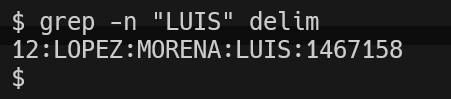 $ grep -n "LUIS" delim
12:LOPEZ:MORENA:LUIS:1467158
$